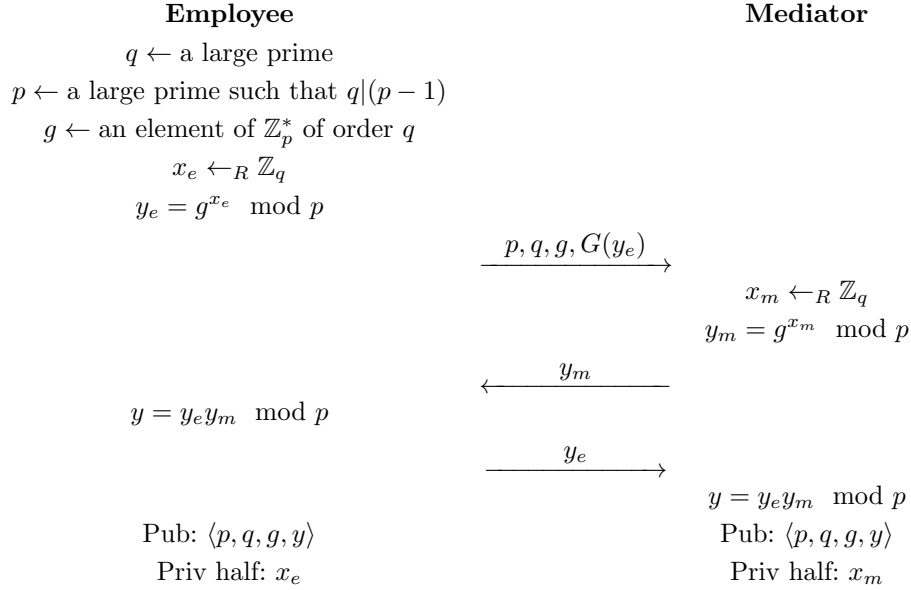 Employee Mediator
q ← a large prime
p ← a large prime such that q|(p − 1)
g ← an element of ℤ*ₚ of order q
xₑ ←_R ℤ_q
yₑ = g^{xₑ} mod p
p, q, g, G(yₑ)
xₘ ←_R ℤ_q
yₘ = g^{xₘ} mod p
yₘ
y = yₑyₘ mod p
yₑ
y = yₑyₘ mod p
Pub: ⟨p, q, g, y⟩ Pub: ⟨p, q, g, y⟩
Priv half: xₑ Priv half: xₘ